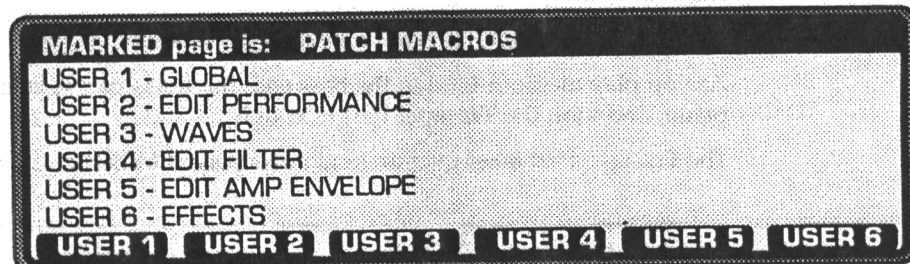 MARKED page is: PATCH MACROS
USER 1 - GLOBAL
USER 2 - EDIT PERFORMANCE
USER 3 - WAVES
USER 4 - EDIT FILTER
USER 5 - EDIT AMP ENVELOPE
USER 6 - EFFECTS
USER 1 USER 2 USER 3 USER 4 USER 5 USER 6